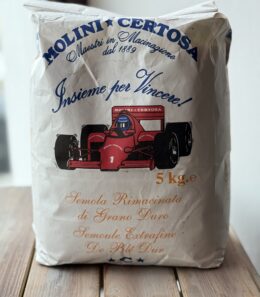 MOLINI ★ CERTOSA
Maestri in Macinazione
dal 1889
Insieme per Vincere!
MOLINI ★ CERTOSA
1
5 kg. e
Semola Rimacinata
di Grano Duro
Semoule Extrafine
De Blé Dur